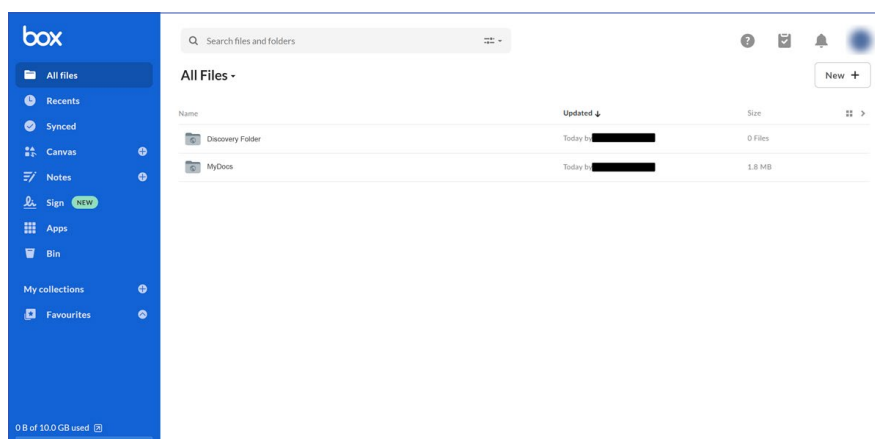 box
Search files and folders
All files
All Files
New +
Recents
Name
Updated ↓
Size
Synced
Discovery Folder
Today by
0 Files
Canvas
MyDocs
Today by
1.8 MB
Notes
Sign NEW
Apps
Bin
My collections
Favourites
0 B of 10.0 GB used